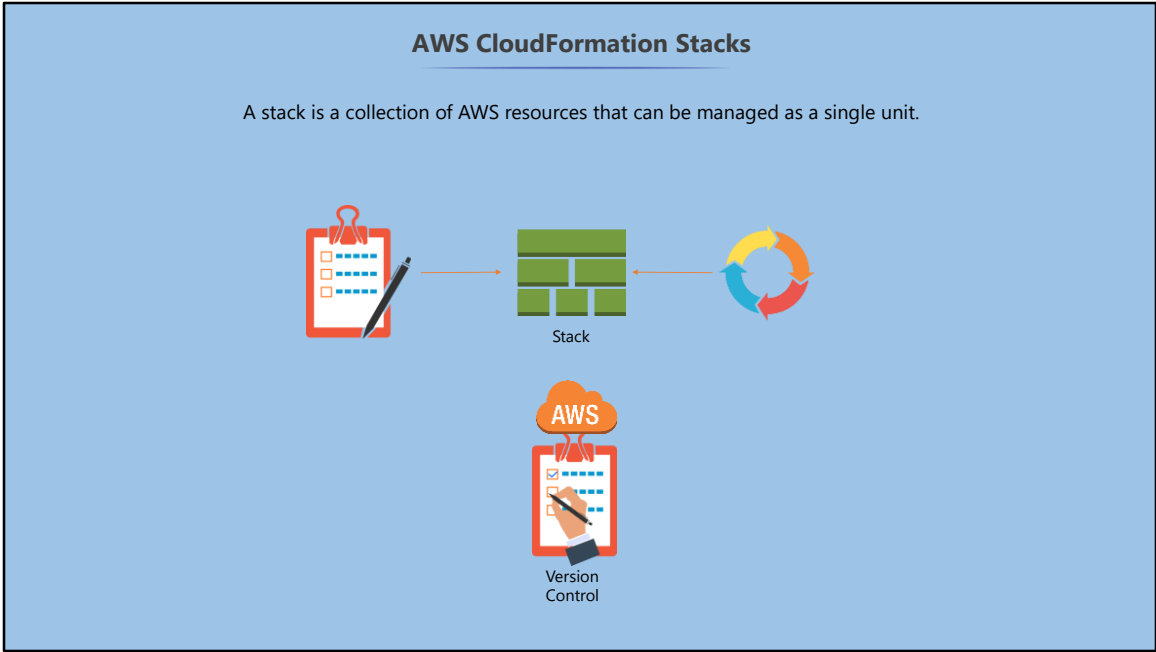 AWS CloudFormation Stacks
A stack is a collection of AWS resources that can be managed as a single unit.
Stack
AWS
Version
Control